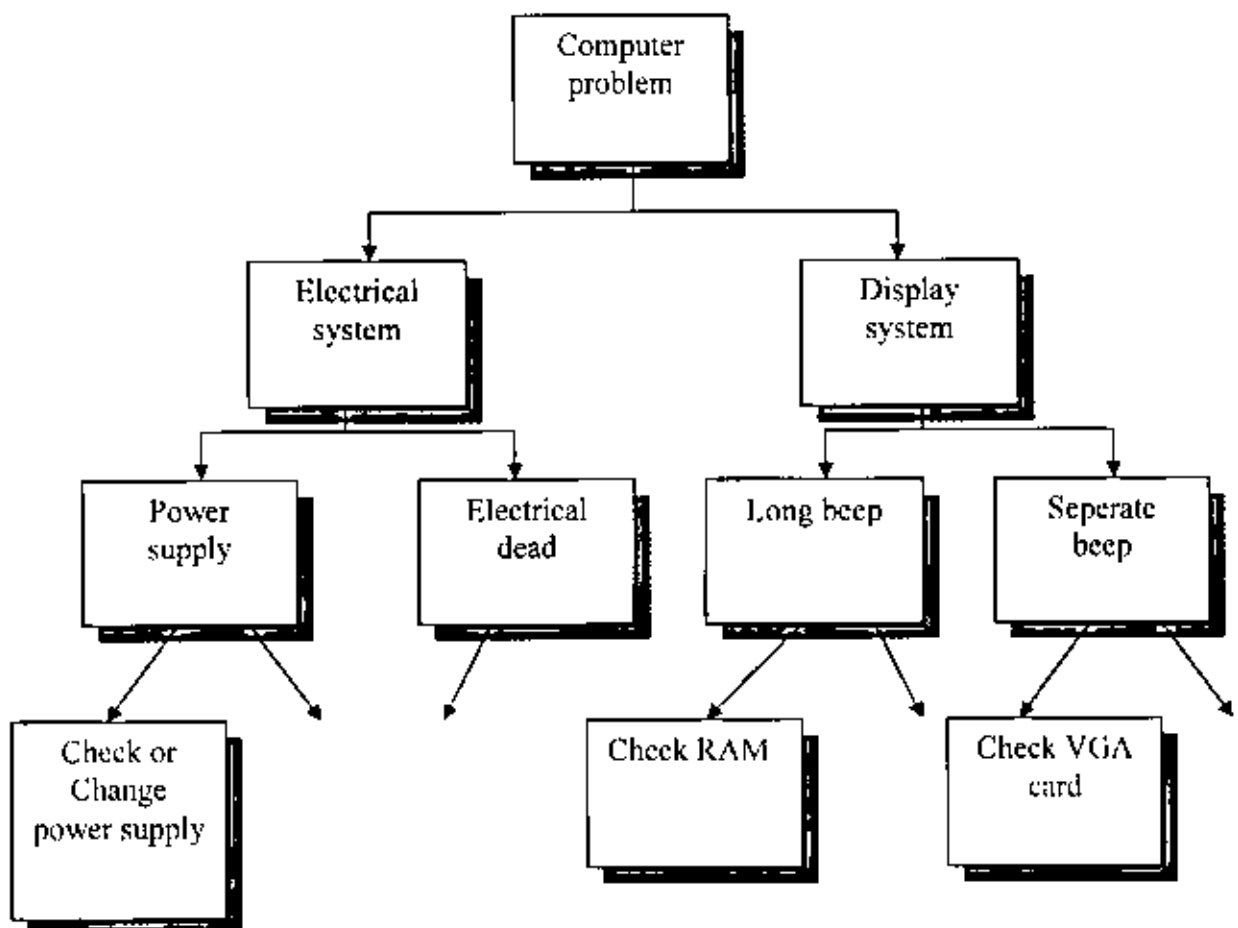 Computer
problem
Electrical
system
Display
system
Power
supply
Electrical
dead
Long beep
Seperate
beep
Check or
Change
power supply
Check RAM
Check VGA
card